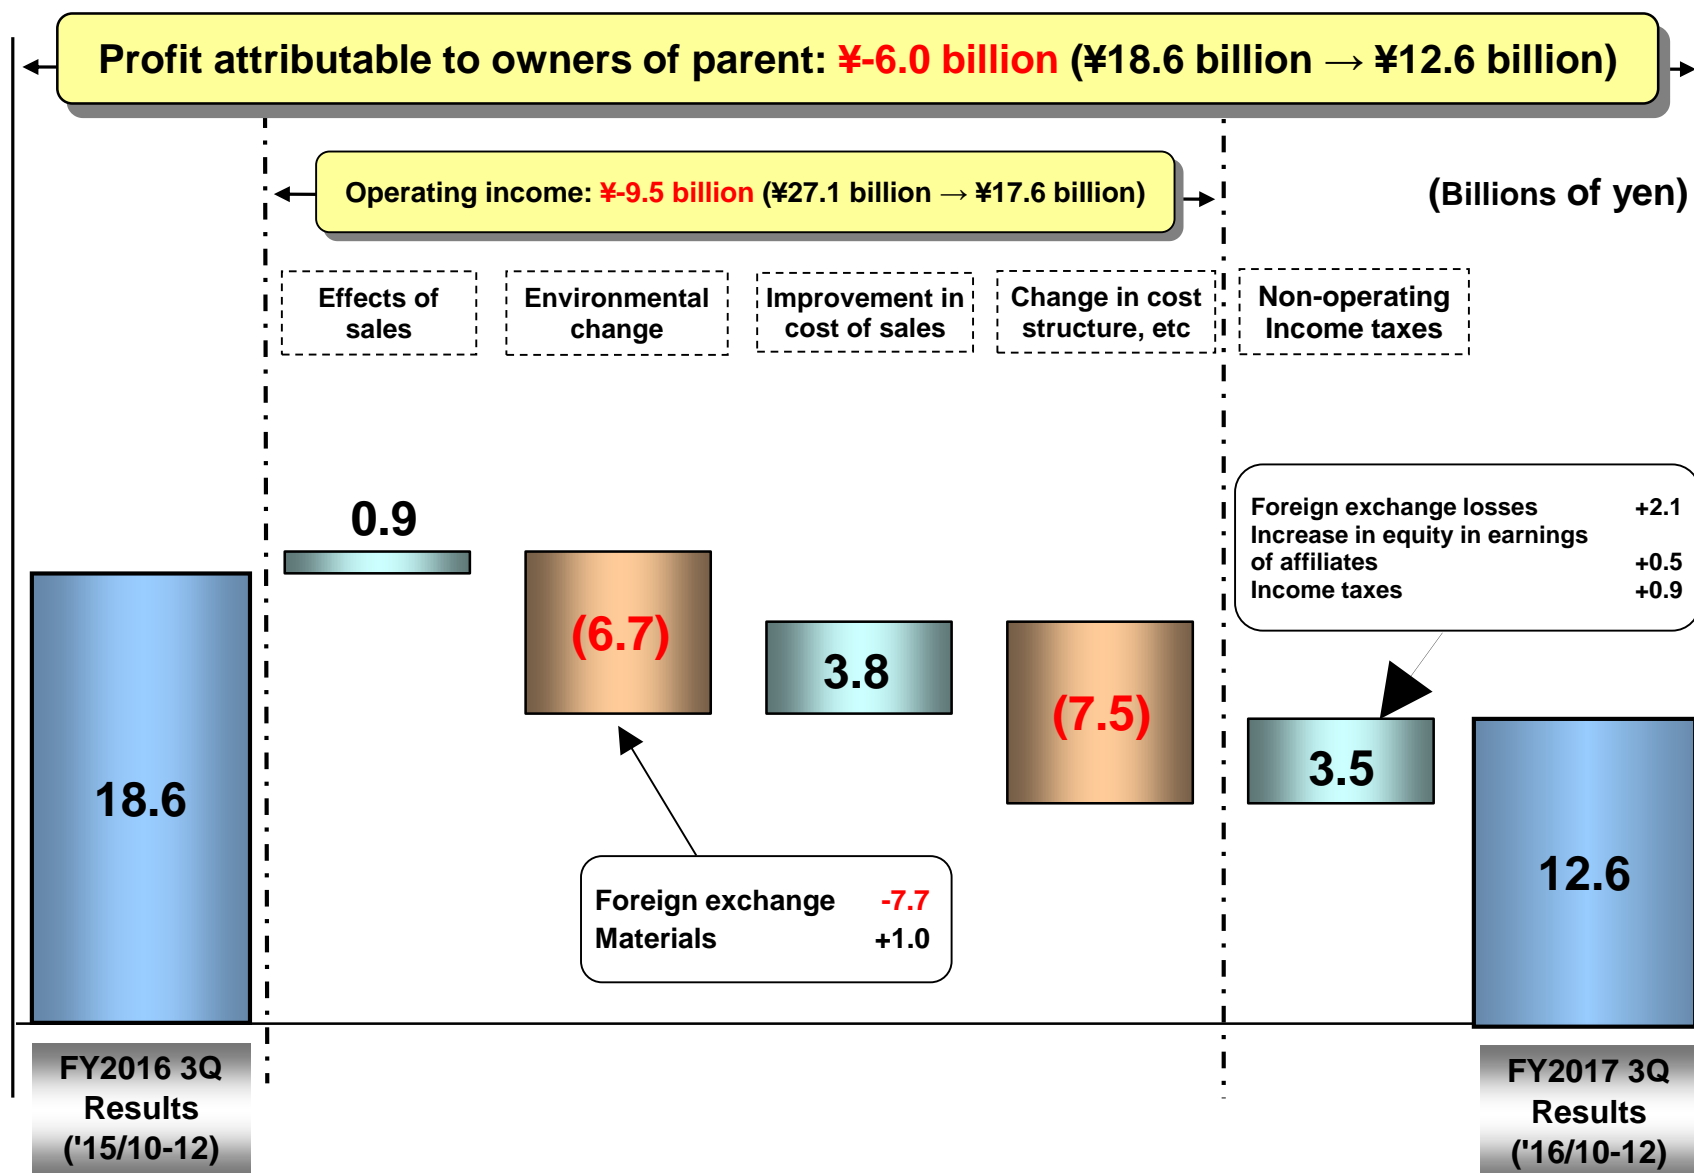 Profit attributable to owners of parent: ¥-6.0 billion (¥18.6 billion → ¥12.6 billion)
Operating income: ¥-9.5 billion (¥27.1 billion → ¥17.6 billion)
(Billions of yen)
Effects of
sales
Environmental
change
Improvement in
cost of sales
Change in cost
structure, etc
Non-operating
Income taxes
Foreign exchange losses +2.1
Increase in equity in earnings
of affiliates +0.5
Income taxes +0.9
0.9
(6.7)
3.8
(7.5)
3.5
18.6
12.6
Foreign exchange -7.7
Materials +1.0
FY2016 3Q
Results
('15/10-12)
FY2017 3Q
Results
('16/10-12)